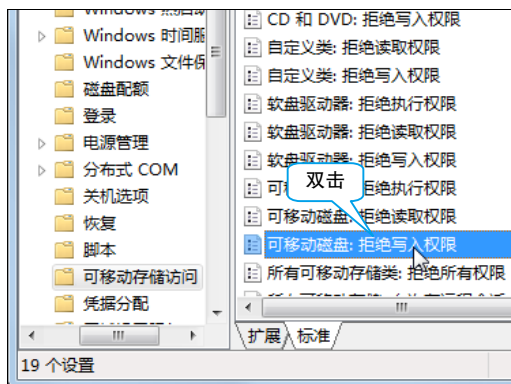 Windows 时间服
Windows 文件保
磁盘配额
登录
电源管理
分布式 COM
关机选项
恢复
脚本
可移动存储访问
凭据分配
CD 和 DVD: 拒绝写入权限
自定义类: 拒绝读取权限
自定义类: 拒绝写入权限
软盘驱动器: 拒绝执行权限
软盘驱动器: 拒绝读取权限
软盘驱动器: 拒绝写入权限
双击
可移 拒绝执行权限
可移动磁盘: 拒绝读取权限
可移动磁盘: 拒绝写入权限
所有可移动存储类: 拒绝所有权限
扩展 标准
19 个设置